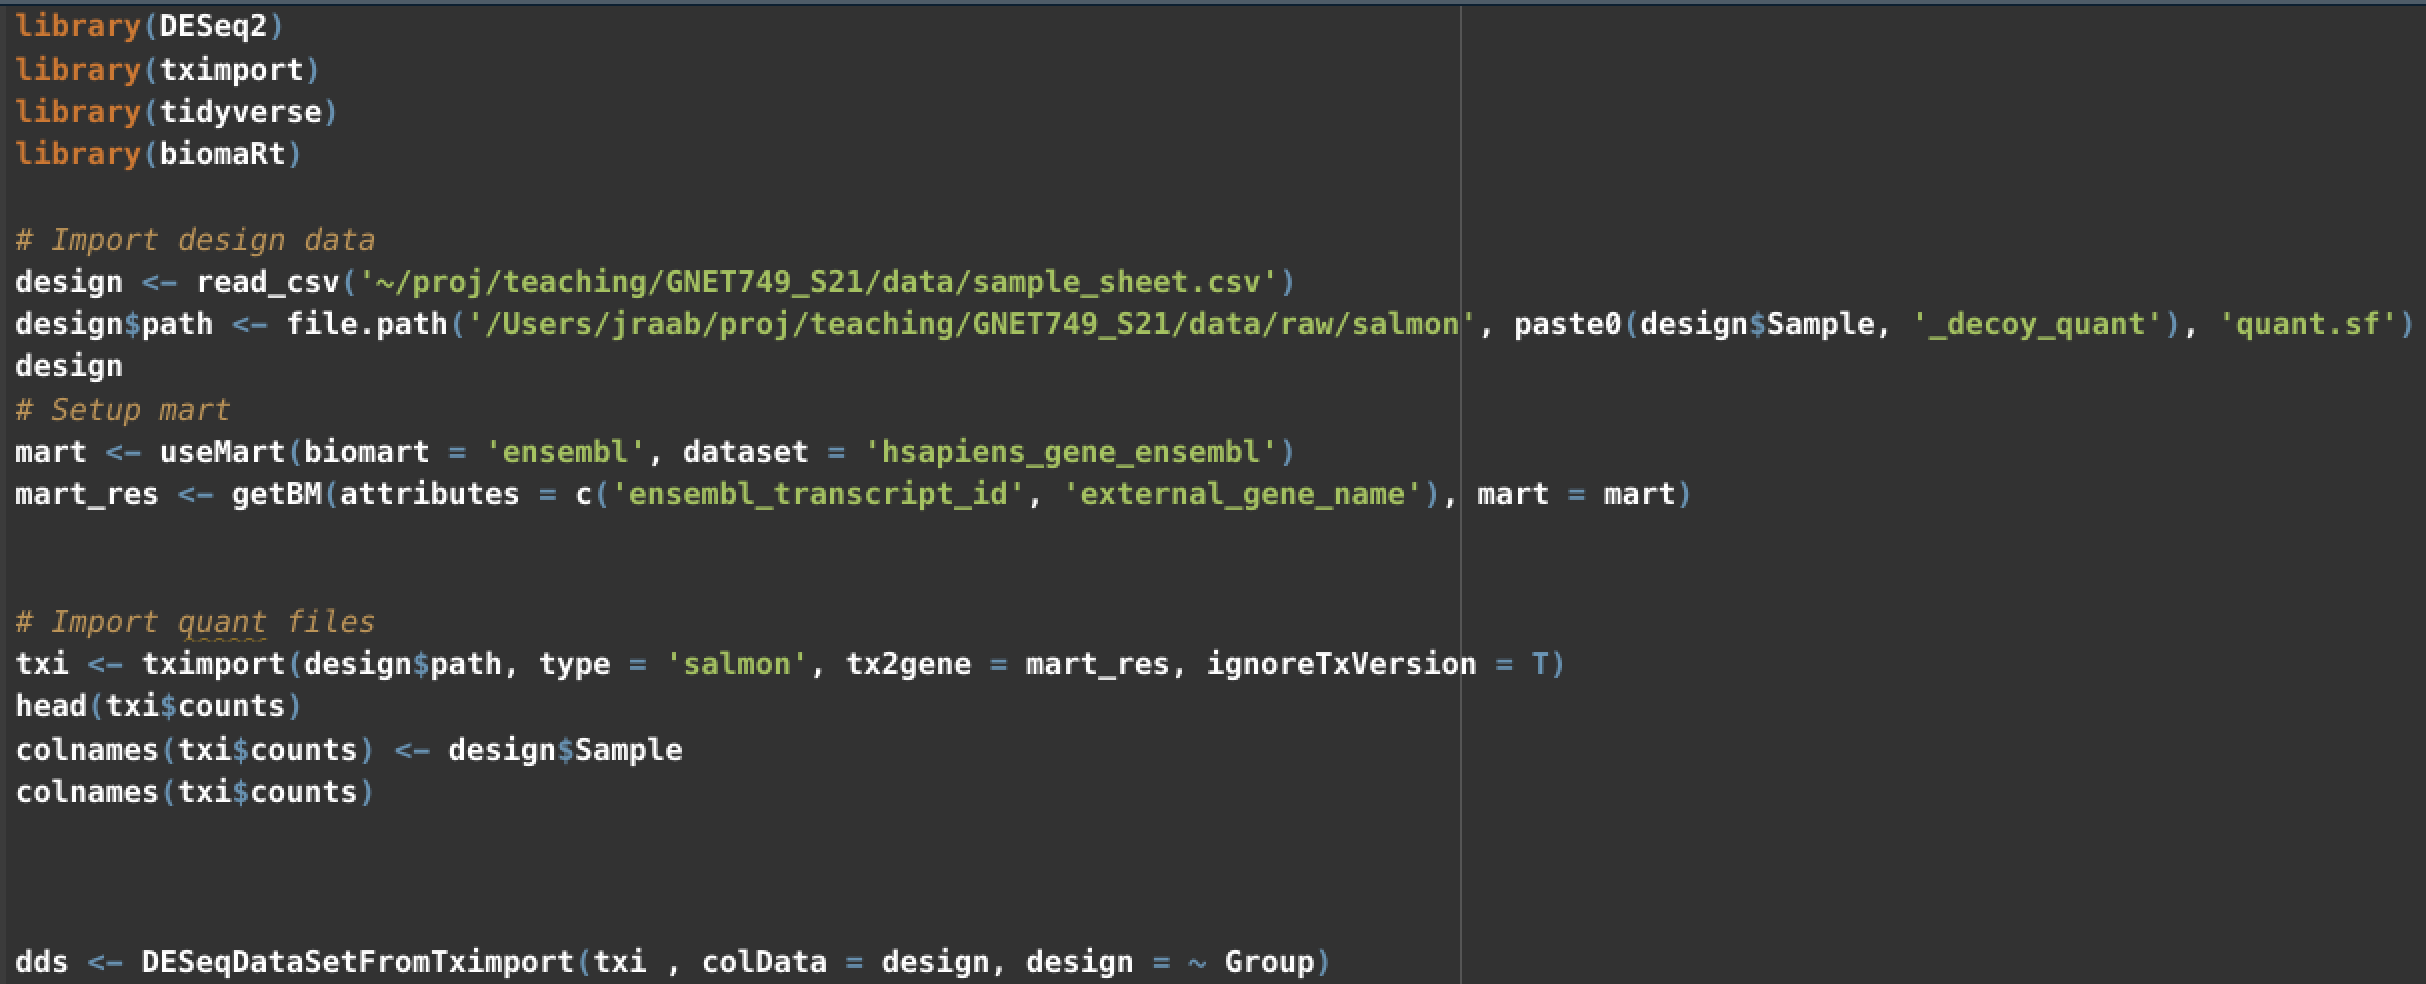 library(DESeq2)
library(tximport)
library(tidyverse)
library(biomaRt)
# Import design data
design <- read_csv('~/proj/teaching/GNET749_S21/data/sample_sheet.csv')
design$path <- file.path('/Users/jraab/proj/teaching/GNET749_S21/data/raw/salmon', paste0(design$Sample, '_decoy_quant'), 'quant.sf')
design
# Setup mart
mart <- useMart(biomart = 'ensembl', dataset = 'hsapiens_gene_ensembl')
mart_res <- getBM(attributes = c('ensembl_transcript_id', 'external_gene_name'), mart = mart)
# Import quant files
txi <- tximport(design$path, type = 'salmon', tx2gene = mart_res, ignoreTxVersion = T)
head(txi$counts)
colnames(txi$counts) <- design$Sample
colnames(txi$counts)
dds <- DESeqDataSetFromTximport(txi , colData = design, design = ~ Group)